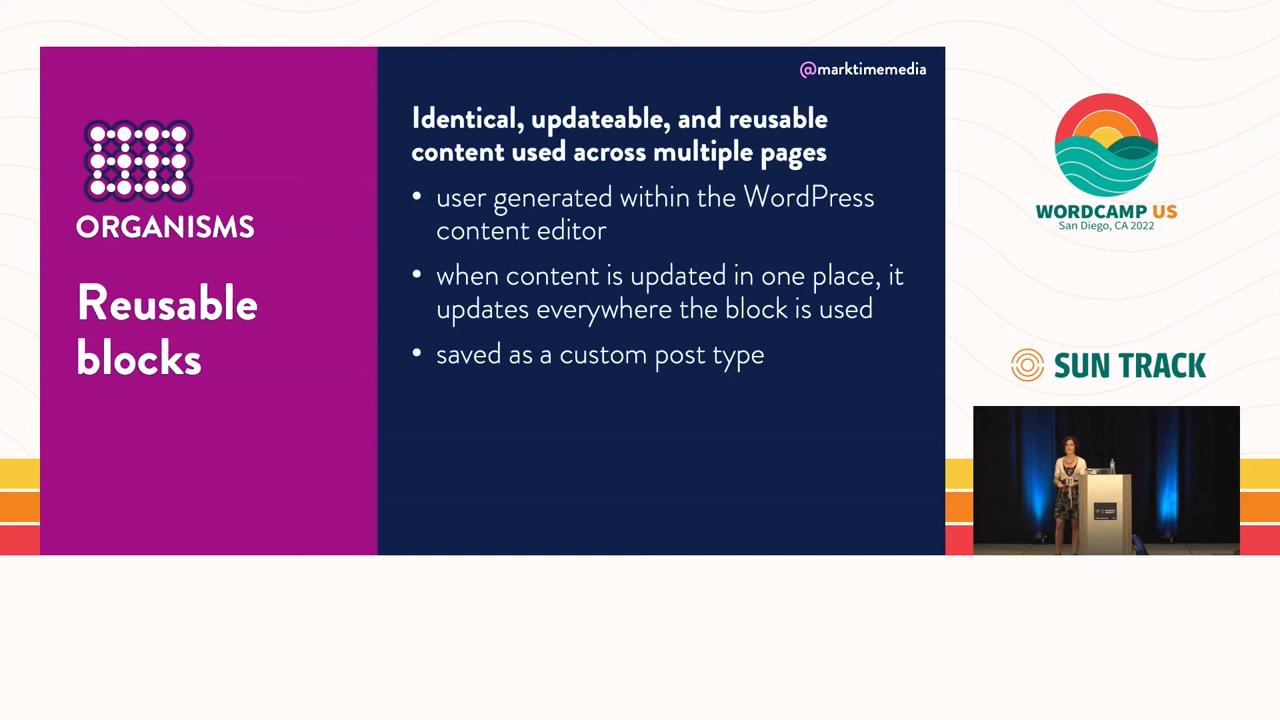 ORGANISMS
Reusable
blocks
@marktimemedia
Identical, updateable, and reusable
content used across multiple pages
• user generated within the WordPress
content editor
• when content is updated in one place, it
updates everywhere the block is used
• saved as a custom post type
WORDCAMP US
San Diego, CA 2022
SUN TRACK